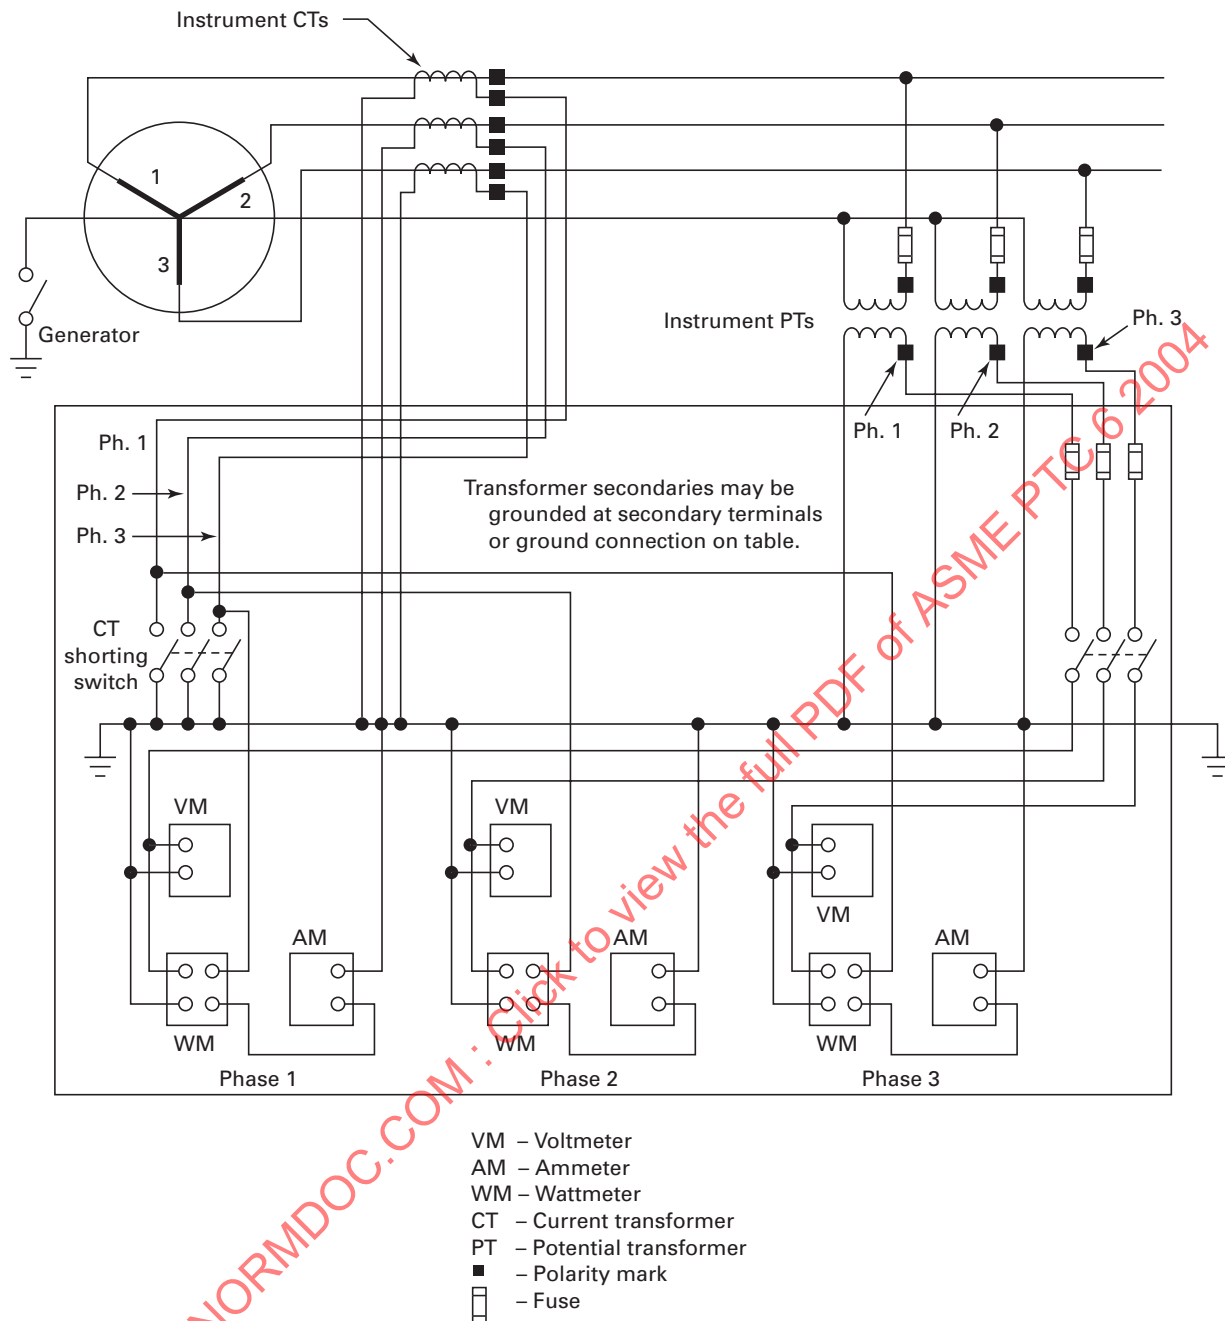 Instrument CTs
1
2
3
Generator
Instrument PTs
Ph. 3
Ph. 1
Ph. 2
Ph. 1
Ph. 2
Ph. 3
Transformer secondaries may be
grounded at secondary terminals
or ground connection on table.
CT
shorting
switch
VM
VM
VM
AM
AM
AM
WM
WM
WM
Phase 1
Phase 2
Phase 3
VM – Voltmeter
AM – Ammeter
WM – Wattmeter
CT – Current transformer
PT – Potential transformer
– Polarity mark
– Fuse
NORMDOC.COM : Click to view the full PDF of ASME PTC 6 2004